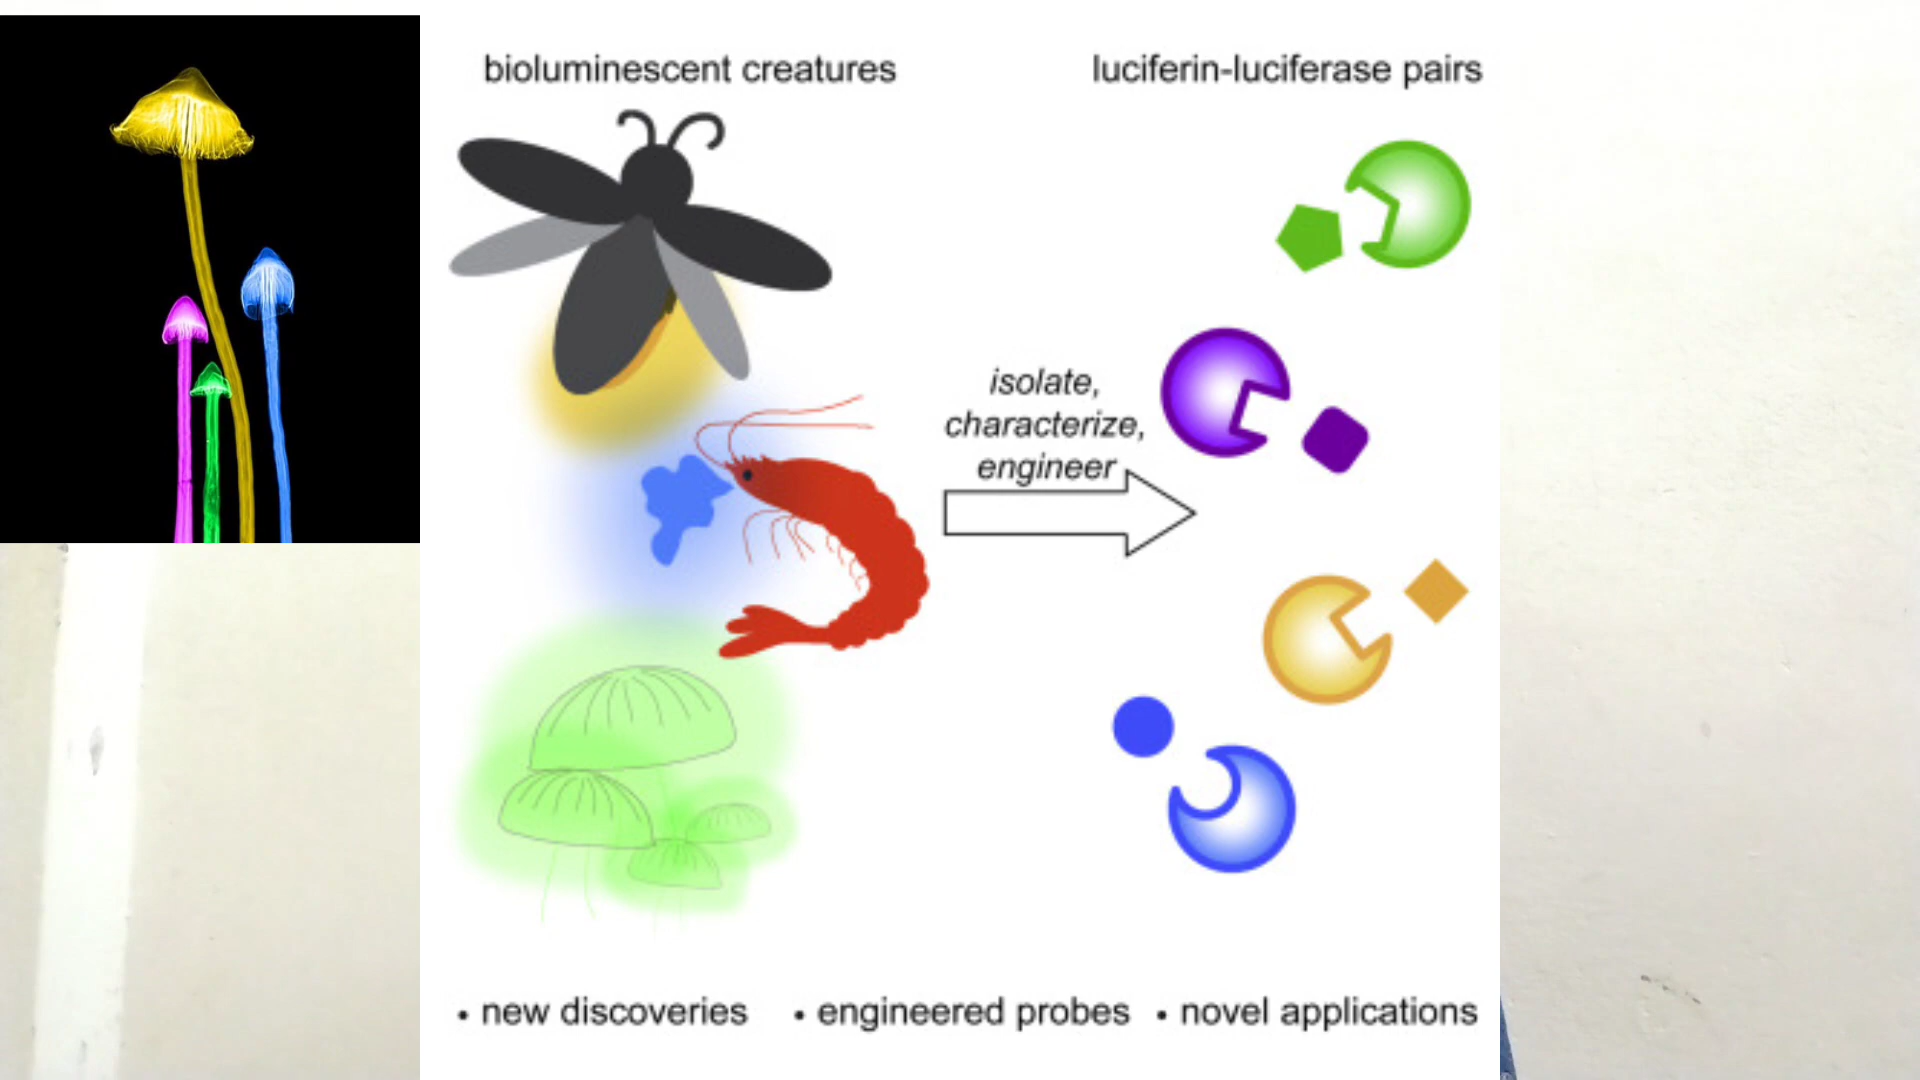 bioluminescent creatures
luciferin-luciferase pairs
isolate,
characterize,
engineer
• new discoveries • engineered probes • novel applications